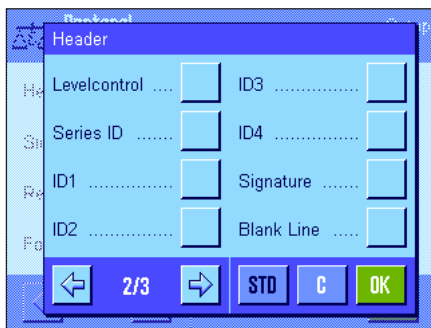 Header
Levelcontrol ....
ID3 ...............
Series ID .......
ID4 ...............
ID1 ...............
Signature .......
ID2 ...............
Blank Line .....
2/3
STD
C
OK